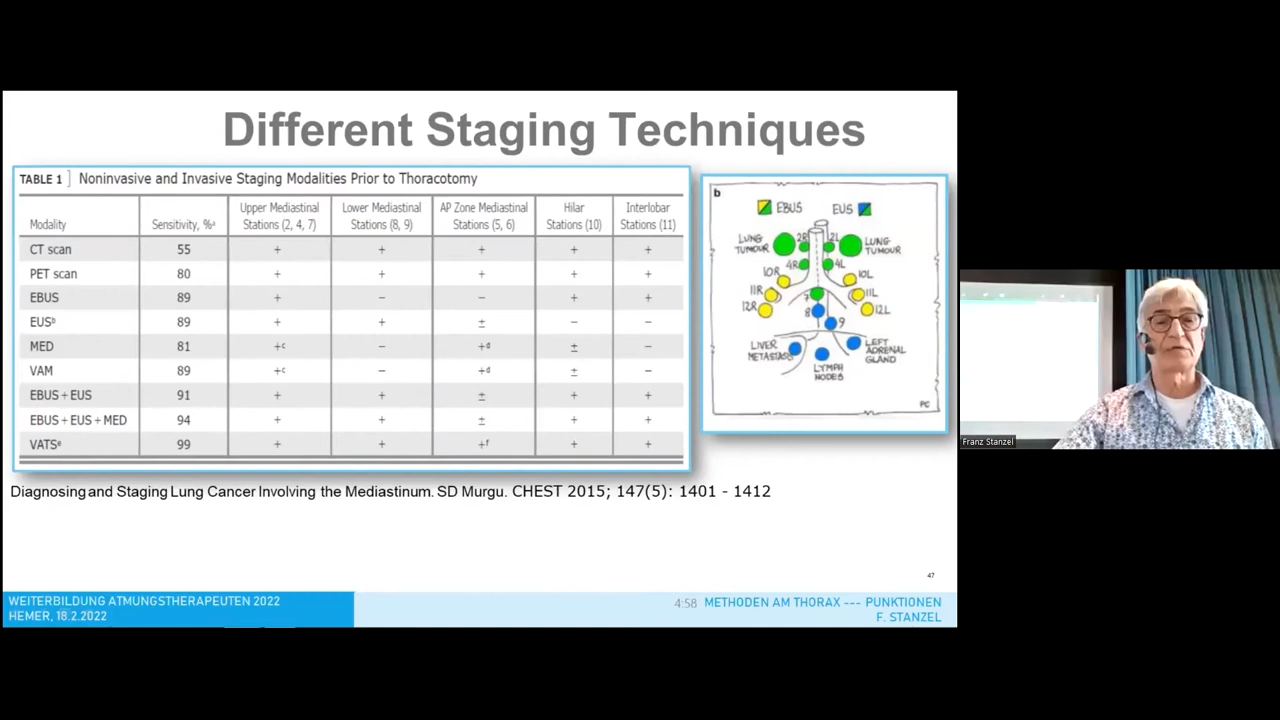 Different Staging Techniques
TABLE 1 ] Noninvasive and Invasive Staging Modalities Prior to Thoracotomy
Modality Sensitivity, %ᵃ Upper Mediastinal Stations (2, 4, 7) Lower Mediastinal Stations (8, 9) AP Zone Mediastinal Stations (5, 6) Hilar Stations (10) Interlobar Stations (11)
CT scan 55 + + + + +
PET scan 80 + + + + +
EBUS 89 + − − + +
EUSᵇ 89 + + ± − −
MED 81 +ᶜ − +ᵈ ± −
VAM 89 +ᶜ − +ᵈ ± −
EBUS + EUS 91 + + ± + +
EBUS + EUS + MED 94 + + ± + +
VATSᵉ 99 + + +ᶠ + +
b
EBUS EUS
LUNG TUMOUR 2R 2L LUNG TUMOUR
4R 4L
10R 10L
11R 11L
12R 7 12L
8
9
LIVER METASTASIS LYMPH NODES LEFT ADRENAL GLAND
PC
Diagnosing and Staging Lung Cancer Involving the Mediastinum. SD Murgu. CHEST 2015; 147(5): 1401 - 1412
47
WEITERBILDUNG ATMUNGSTHERAPEUTEN 2022
HEMER, 18.2.2022
4:58 METHODEN AM THORAX --- PUNKTIONEN
F. STANZEL
Franz Stanzel